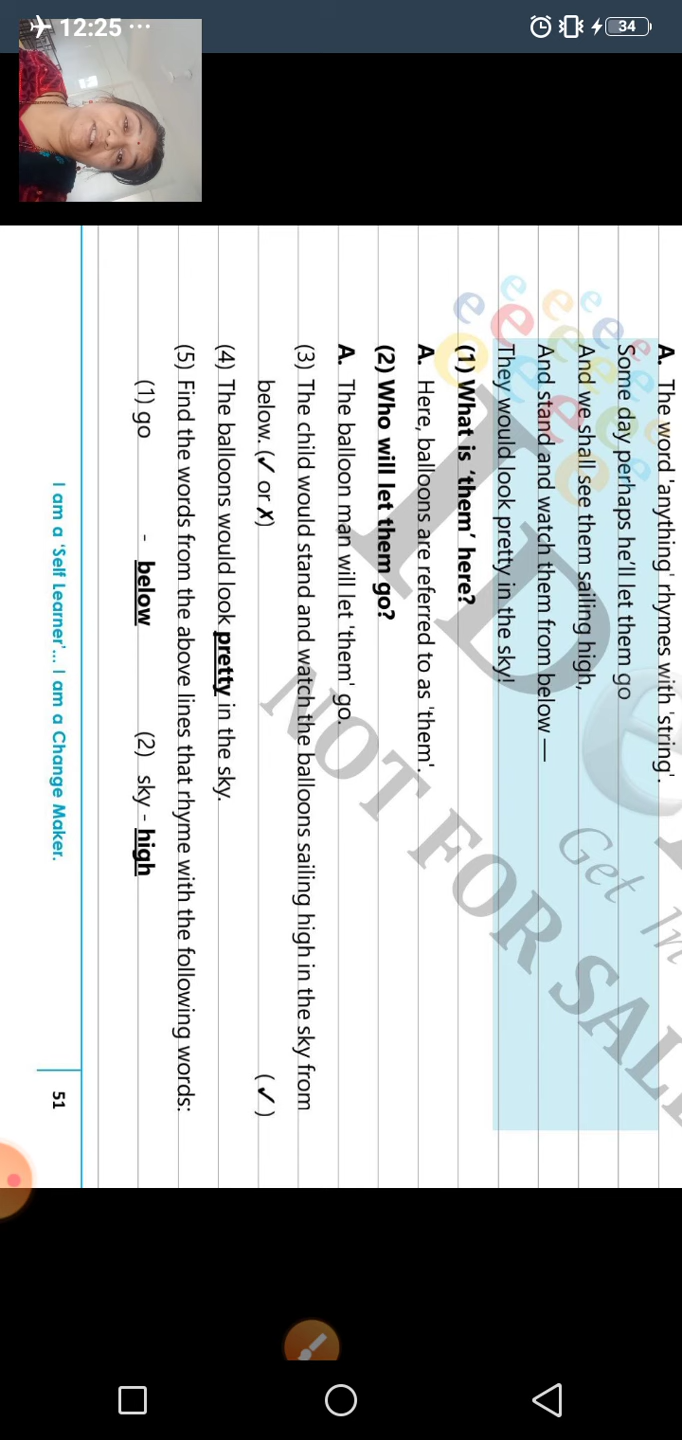 12:25 ...
34
A. The word 'anything' rhymes with 'string'.
Some day perhaps he'll let them go
And we shall see them sailing high,
And stand and watch them from below —
They would look pretty in the sky!
(1) What is 'them' here?
A. Here, balloons are referred to as 'them'.
(2) Who will let them go?
A. The balloon man will let 'them' go.
(3) The child would stand and watch the balloons sailing high in the sky from
below. (✓ or ✗) (✓)
(4) The balloons would look pretty in the sky.
(5) Find the words from the above lines that rhyme with the following words:
(1) go - below (2) sky - high
I am a 'Self Learner'... I am a Change Maker. 51
Get In
NOT FOR SAL